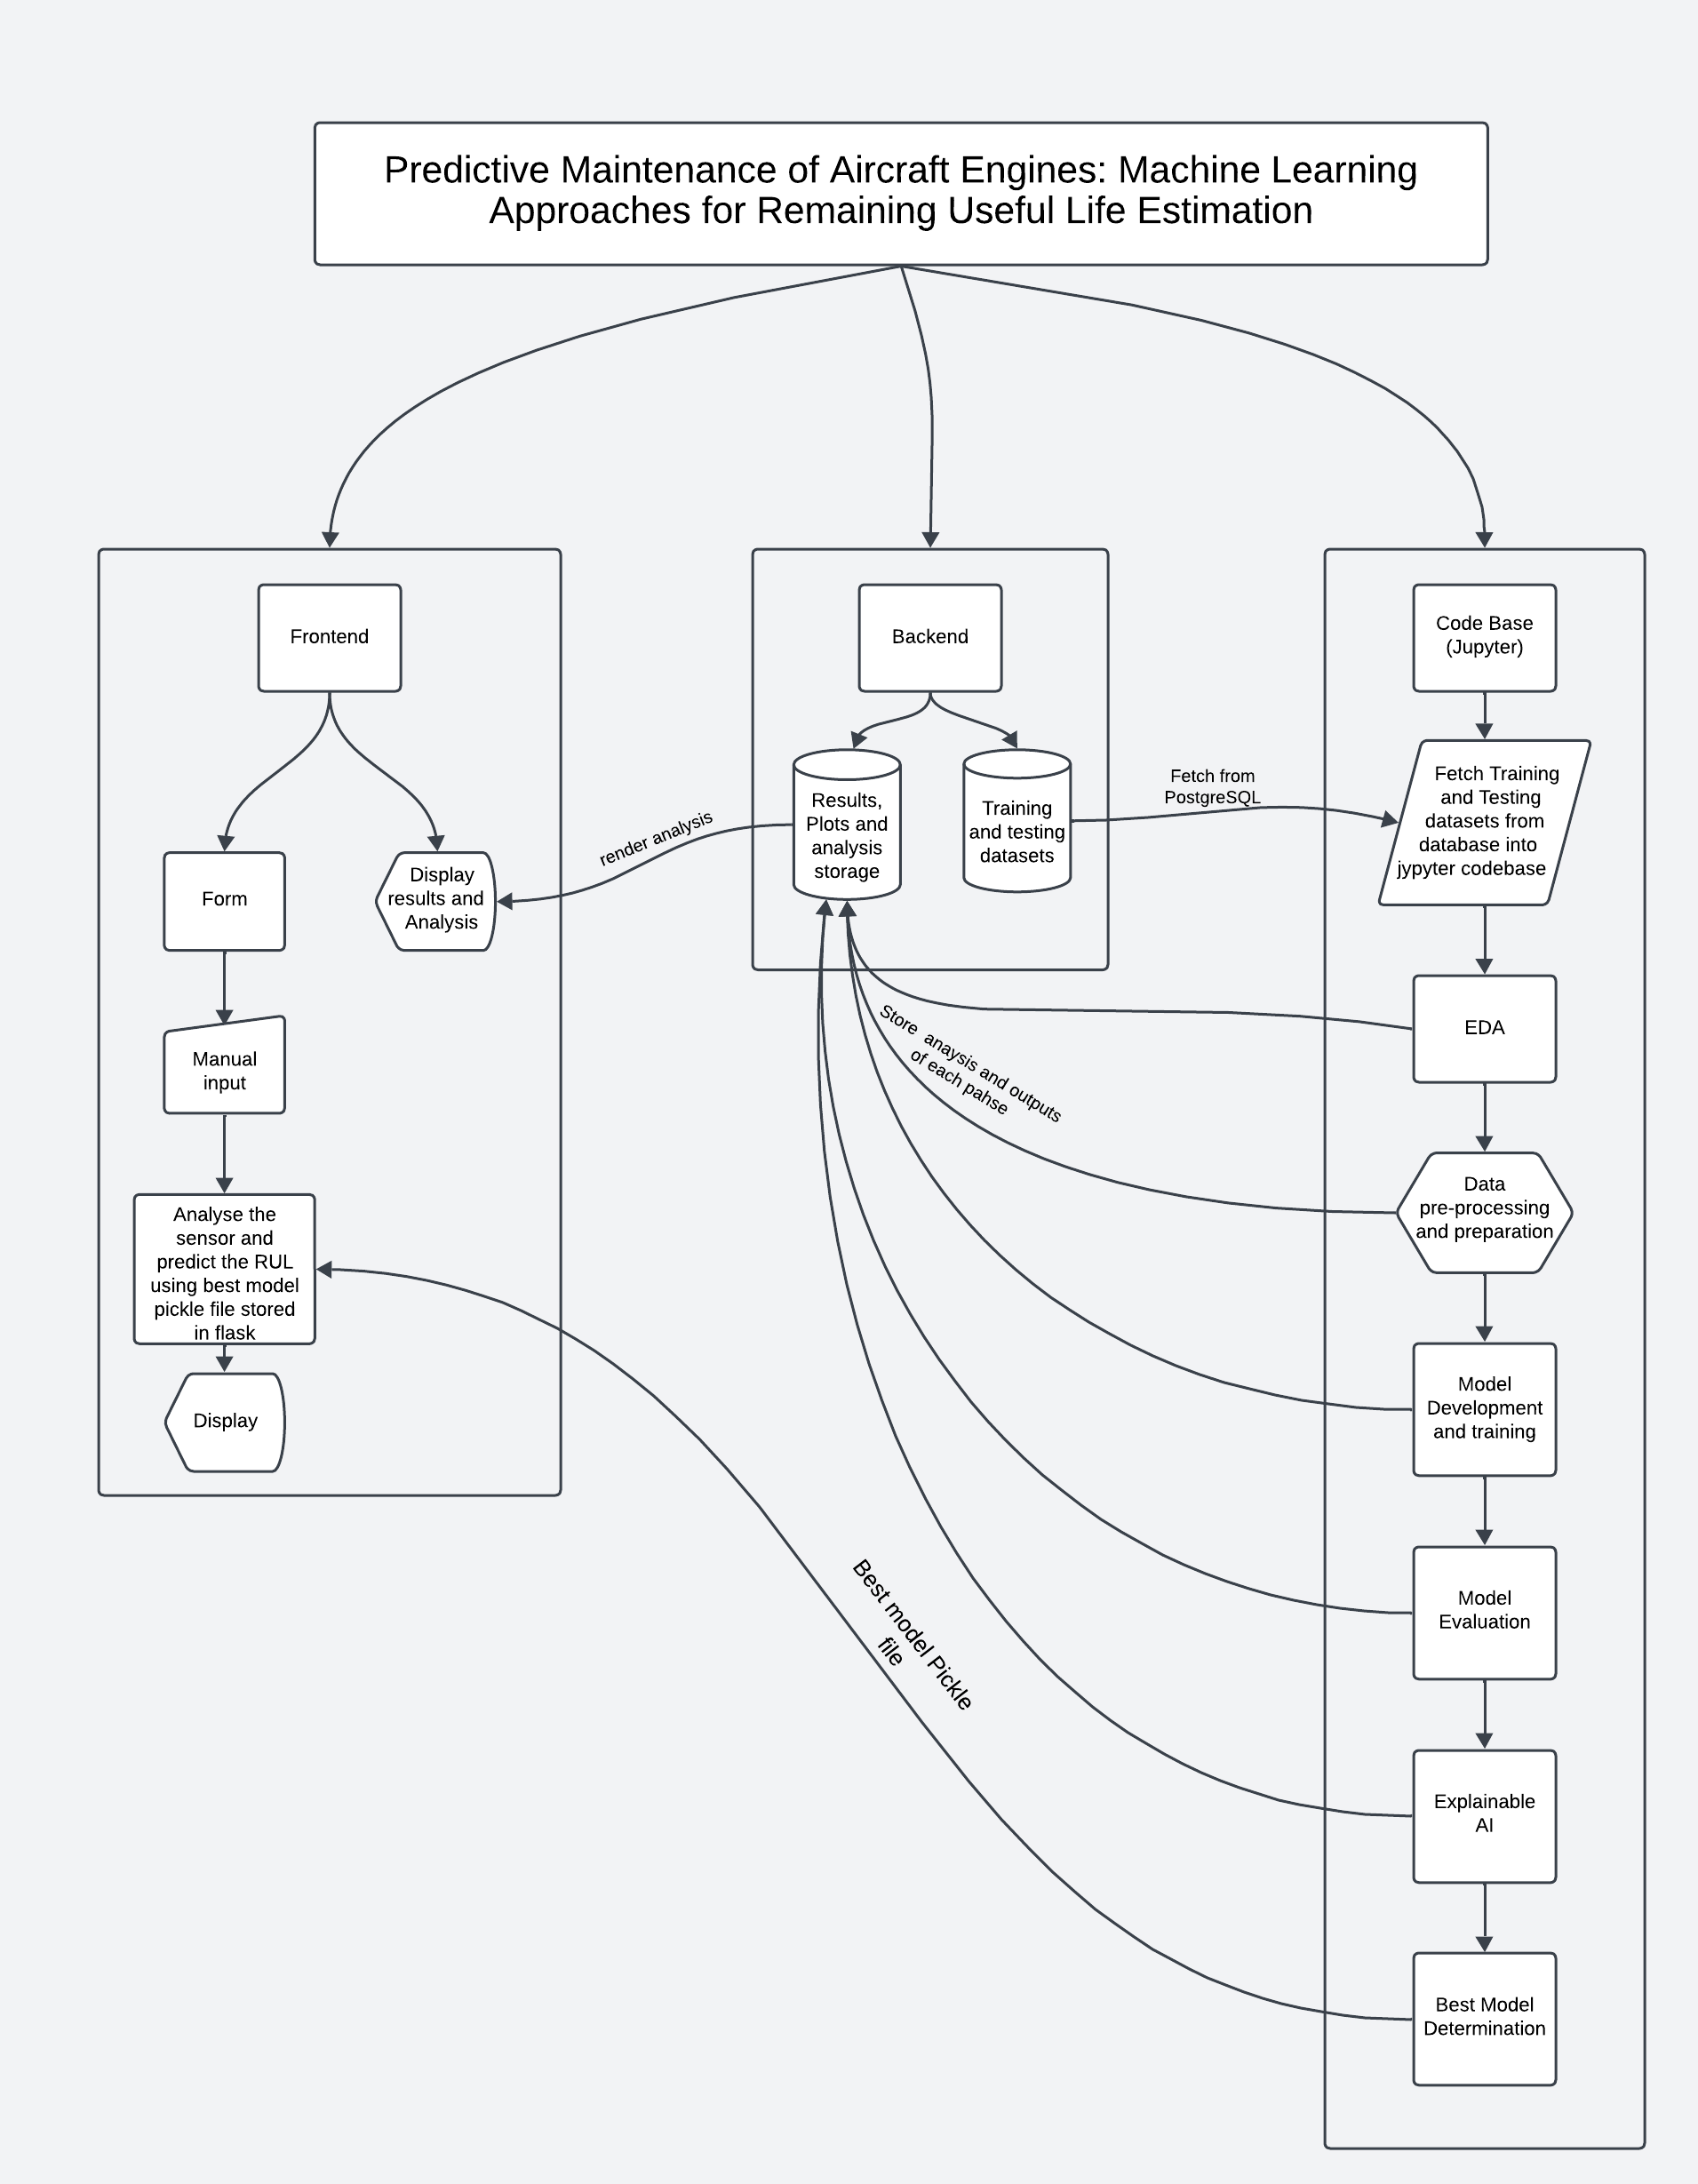 Predictive Maintenance of Aircraft Engines: Machine Learning
Approaches for Remaining Useful Life Estimation
Frontend
Form
Display
results and
Analysis
Manual
input
Analyse the
sensor and
predict the RUL
using best model
pickle file stored
in flask
Display
render analysis
Backend
Results,
Plots and
analysis
storage
Training
and testing
datasets
Fetch from
PostgreSQL
Store anaysis and outputs
of each pahse
Best model Pickle
file
Code Base
(Jupyter)
Fetch Training
and Testing
datasets from
database into
jypyter codebase
EDA
Data
pre-processing
and preparation
Model
Development
and training
Model
Evaluation
Explainable
AI
Best Model
Determination